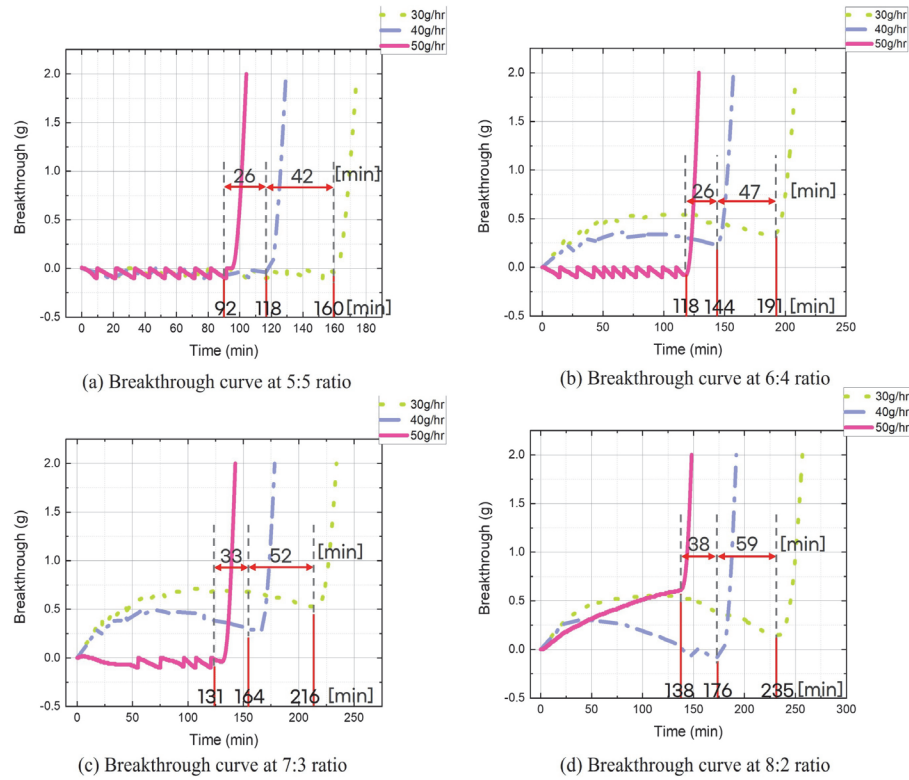 30g/hr
40g/hr
50g/hr
2.0
1.5
1.0
0.5
0.0
-0.5
Breakthrough (g)
26
42
[min]
92
118
160[min]
0 20 40 60 80 100 120 140 160 180
Time (min)
(a) Breakthrough curve at 5:5 ratio
30g/hr
40g/hr
50g/hr
2.0
1.5
1.0
0.5
0.0
-0.5
Breakthrough (g)
26
47
[min]
118
144
191
[min]
0 50 100 150 200 250
Time (min)
(b) Breakthrough curve at 6:4 ratio
30g/hr
40g/hr
50g/hr
2.0
1.5
1.0
0.5
0.0
-0.5
Breakthrough (g)
33
52
[min]
131
164
216
[min]
0 50 100 150 200 250
Time (min)
(c) Breakthrough curve at 7:3 ratio
30g/hr
40g/hr
50g/hr
2.0
1.5
1.0
0.5
0.0
-0.5
Breakthrough (g)
38
59
[min]
138
176
235
[min]
0 50 100 150 200 250 300
Time (min)
(d) Breakthrough curve at 8:2 ratio